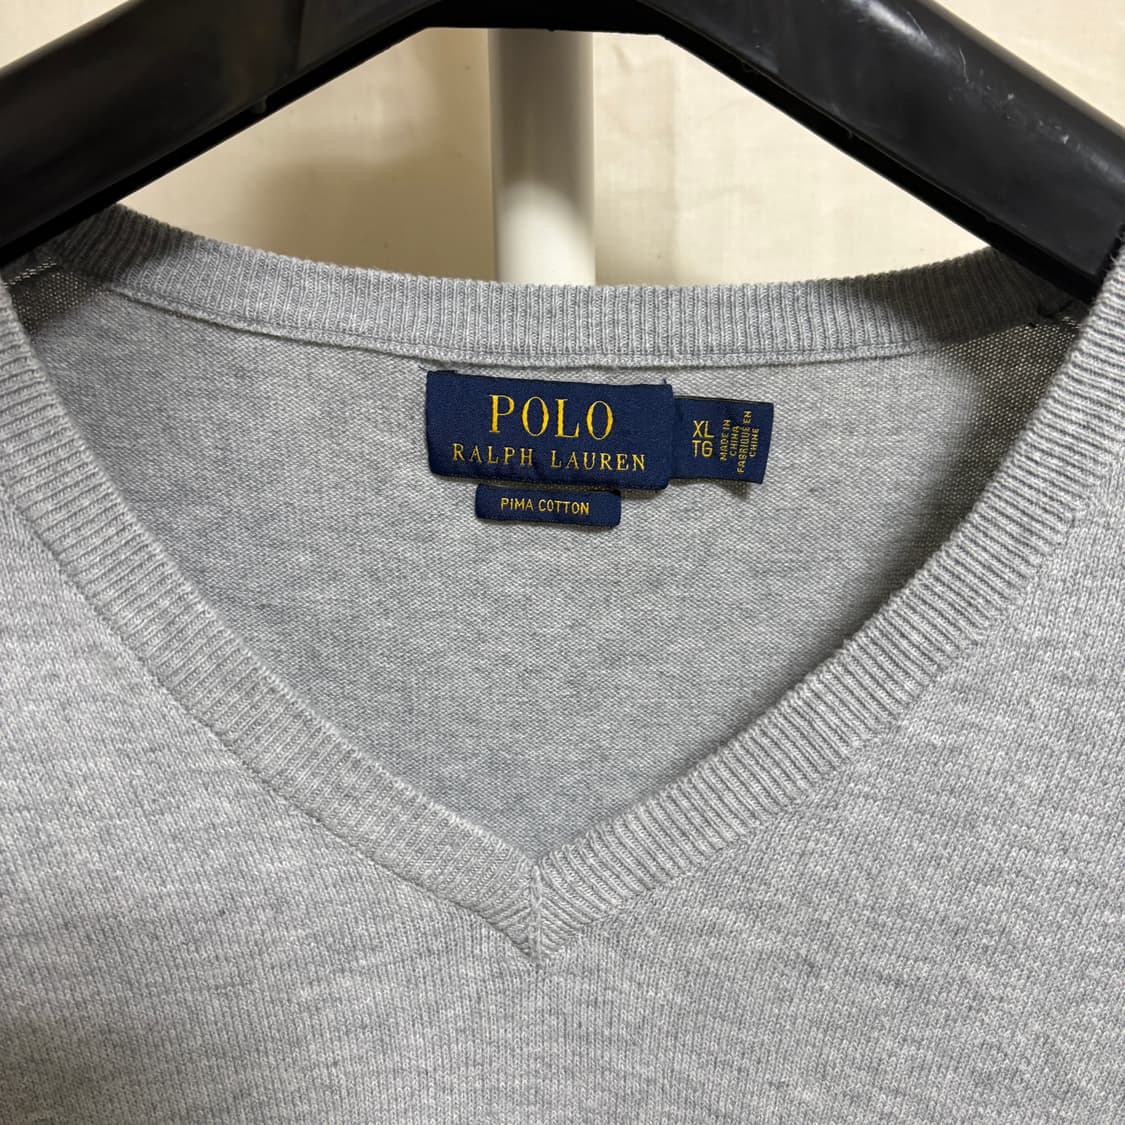 POLO
RALPH LAUREN
PIMA COTTON
XL
TG
MADE IN
CHINA
FABRIQUÉ EN
CHINE